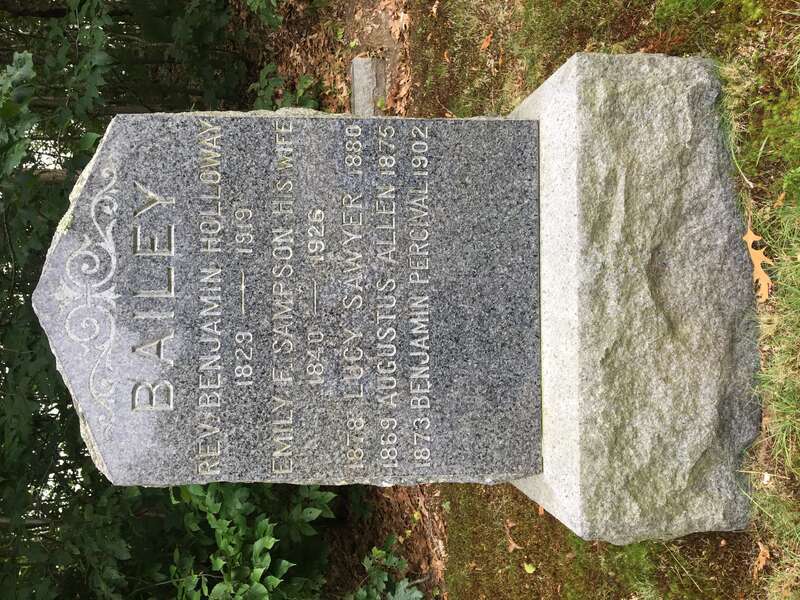 BAILEY
REV. BENJAMIN HOLLOWAY
1829 — 1919
EMILY F. SAMPSON HIS WIFE
1840 — 1926
1878 LUCY SAWYER 1880
1869 AUGUSTUS ALLEN 1875
1873 BENJAMIN PERCIVAL 1902